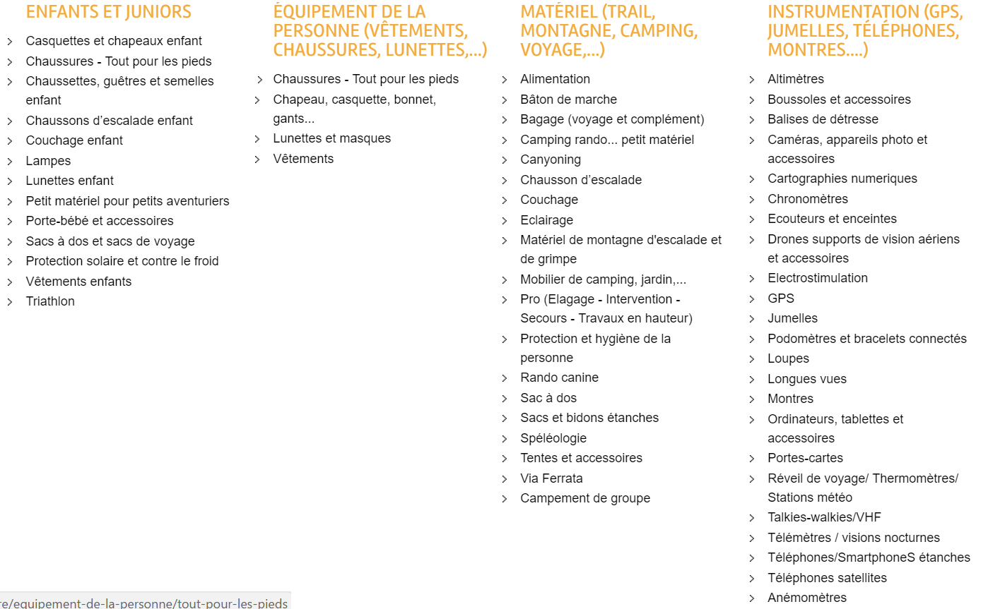 ENFANTS ET JUNIORS
Casquettes et chapeaux enfant
Chaussures - Tout pour les pieds
Chaussettes, guêtres et semelles
enfant
Chaussons d’escalade enfant
Couchage enfant
Lampes
Lunettes enfant
Petit matériel pour petits aventuriers
Porte-bébé et accessoires
Sacs à dos et sacs de voyage
Protection solaire et contre le froid
Vêtements enfants
Triathlon
ÉQUIPEMENT DE LA
PERSONNE (VÊTEMENTS,
CHAUSSURES, LUNETTES,...)
Chaussures - Tout pour les pieds
Chapeau, casquette, bonnet,
gants...
Lunettes et masques
Vêtements
MATÉRIEL (TRAIL,
MONTAGNE, CAMPING,
VOYAGE,...)
Alimentation
Bâton de marche
Bagage (voyage et complément)
Camping rando... petit matériel
Canyoning
Chausson d’escalade
Couchage
Eclairage
Matériel de montagne d'escalade et
de grimpe
Mobilier de camping, jardin,...
Pro (Elagage - Intervention -
Secours - Travaux en hauteur)
Protection et hygiène de la
personne
Rando canine
Sac à dos
Sacs et bidons étanches
Spéléologie
Tentes et accessoires
Via Ferrata
Campement de groupe
INSTRUMENTATION (GPS,
JUMELLES, TÉLÉPHONES,
MONTRES....)
Altimètres
Boussoles et accessoires
Balises de détresse
Caméras, appareils photo et
accessoires
Cartographies numeriques
Chronomètres
Ecouteurs et enceintes
Drones supports de vision aériens
et accessoires
Electrostimulation
GPS
Jumelles
Podomètres et bracelets connectés
Loupes
Longues vues
Montres
Ordinateurs, tablettes et
accessoires
Portes-cartes
Réveil de voyage/ Thermomètres/
Stations météo
Talkies-walkies/VHF
Télémètres / visions nocturnes
Téléphones/SmartphoneS étanches
Téléphones satellites
Anémomètres
re/equipement-de-la-personne/tout-pour-les-pieds